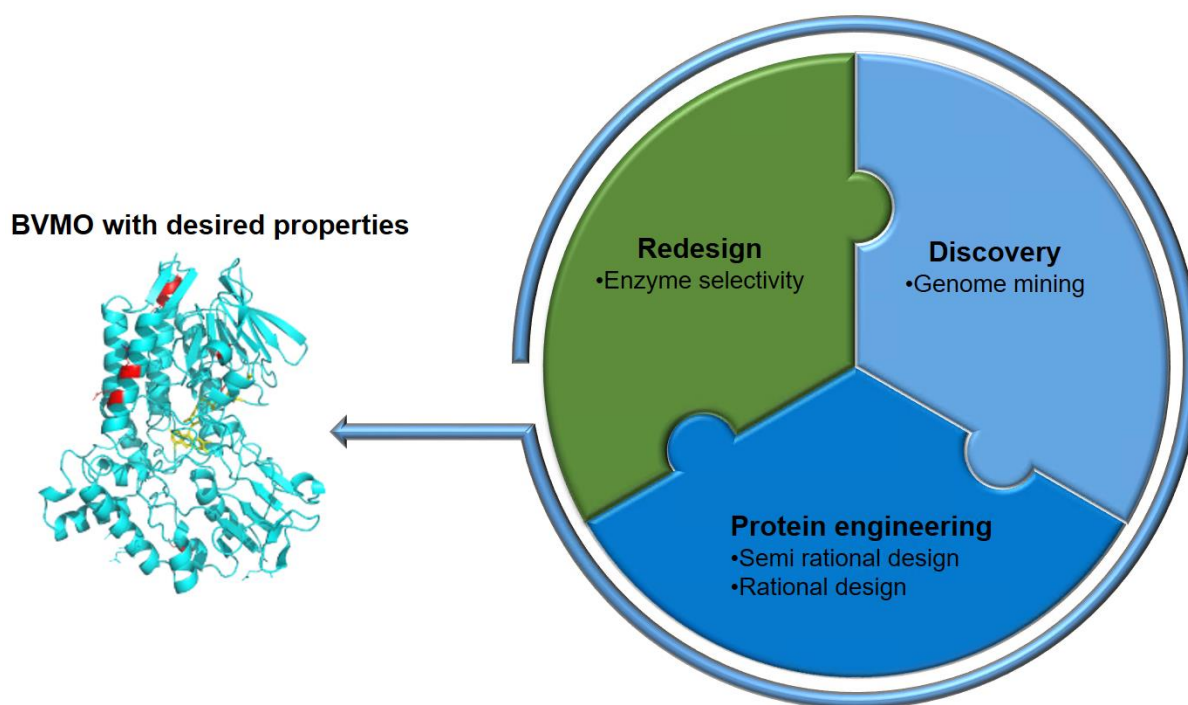 BVMO with desired properties
Redesign
•Enzyme selectivity
Discovery
•Genome mining
Protein engineering
•Semi rational design
•Rational design